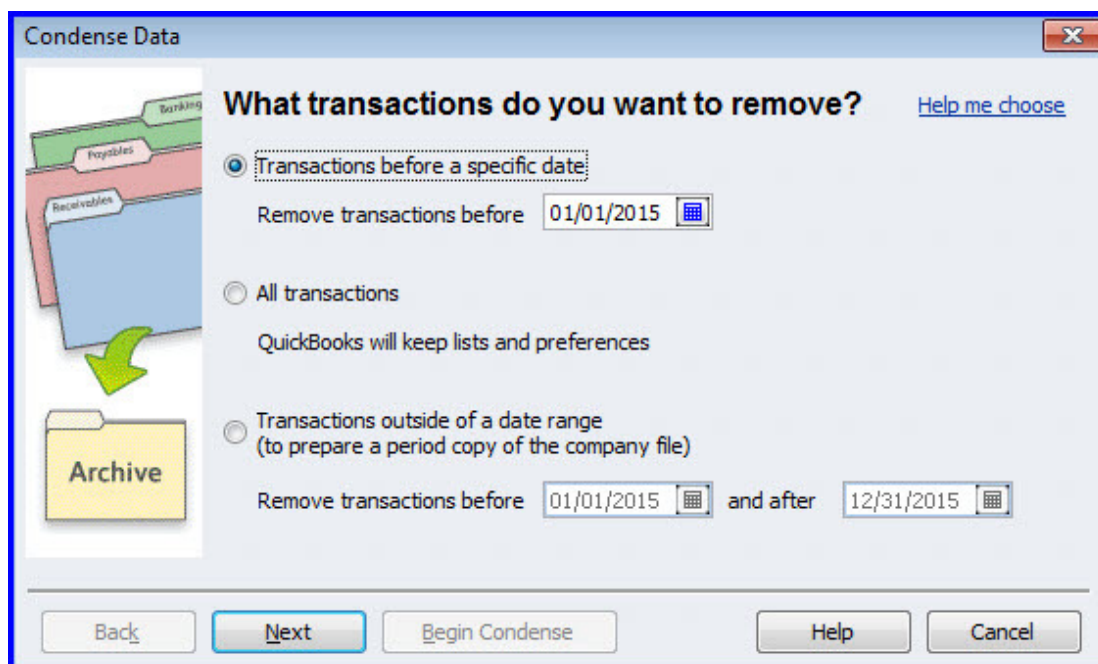 Condense Data
Banking
Payables
Receivables
Archive
What transactions do you want to remove?
Help me choose
Transactions before a specific date
Remove transactions before 01/01/2015
All transactions
QuickBooks will keep lists and preferences
Transactions outside of a date range
(to prepare a period copy of the company file)
Remove transactions before 01/01/2015 and after 12/31/2015
Back Next Begin Condense Help Cancel